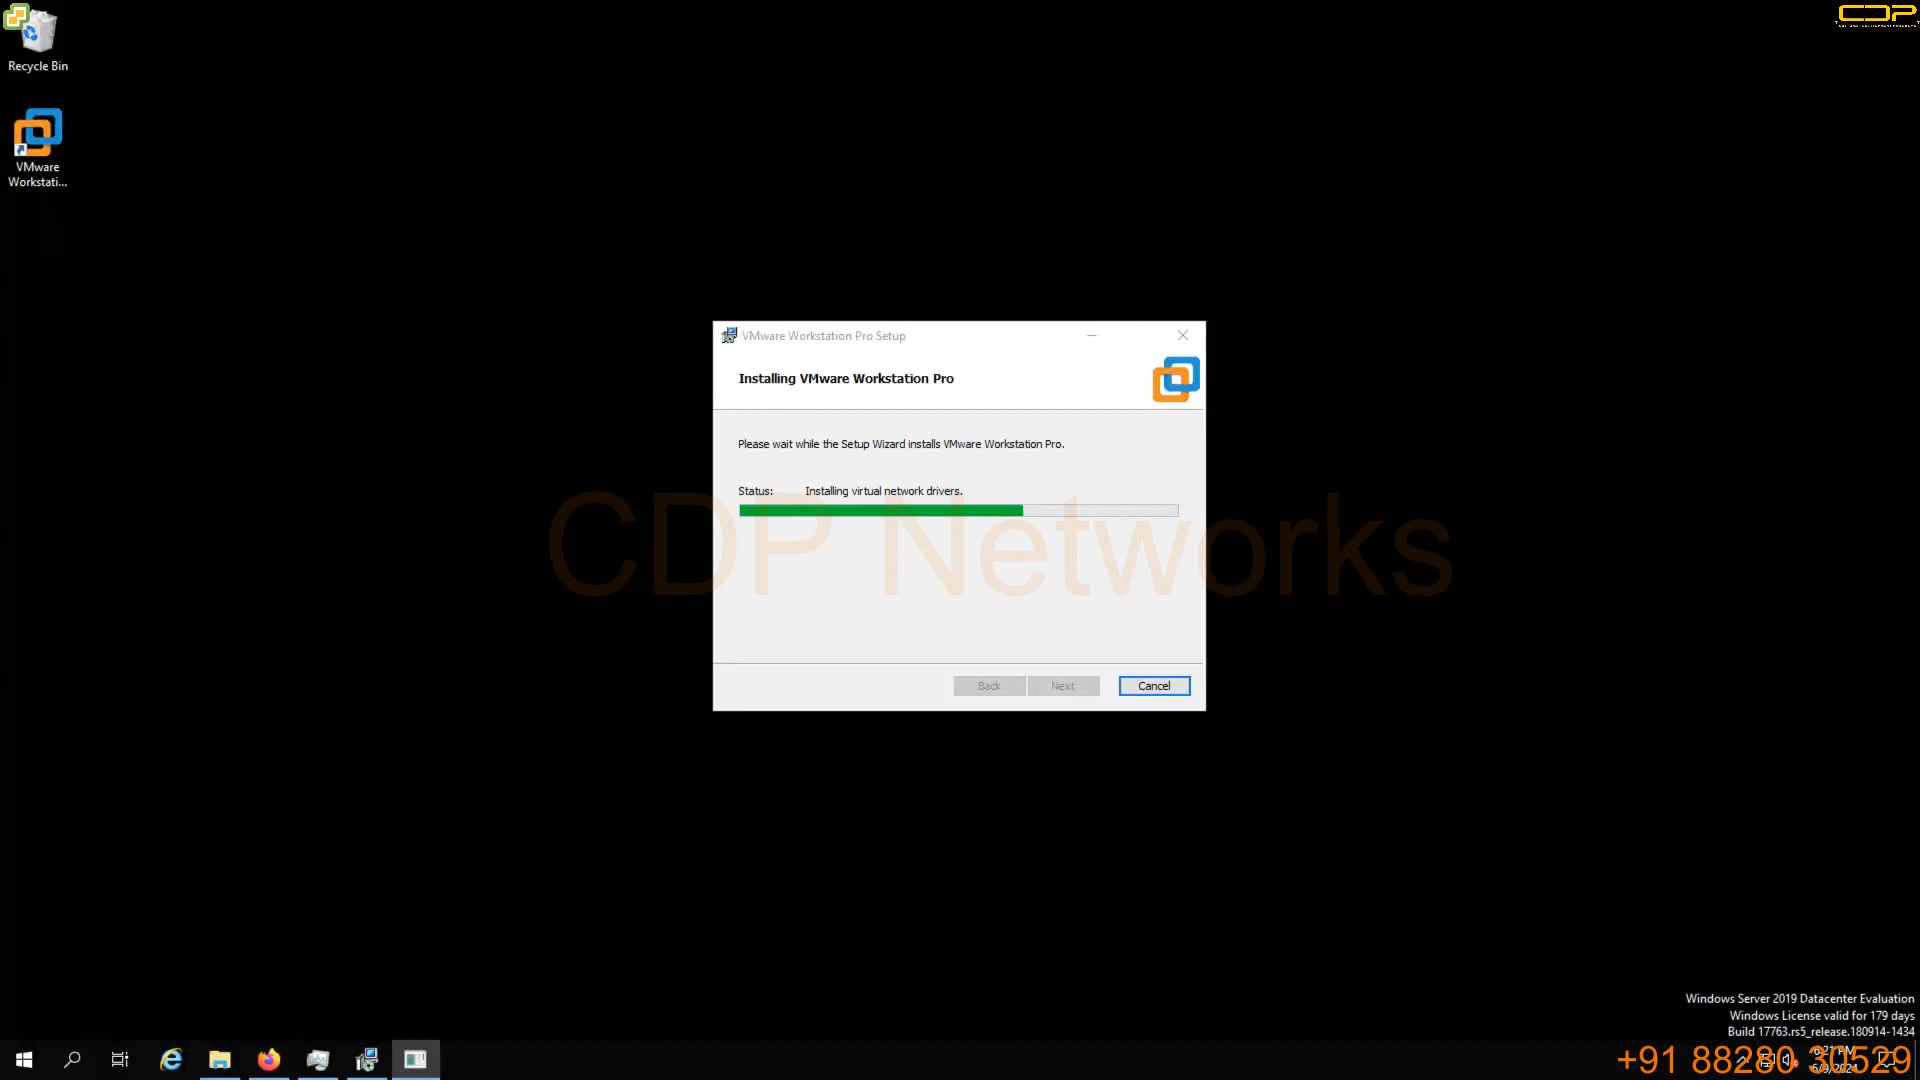 Recycle Bin
CDP
VMware
Workstati...
VMware Workstation Pro Setup
Installing VMware Workstation Pro
Please wait while the Setup Wizard installs VMware Workstation Pro.
Status: Installing virtual network drivers.
CDP Networks
Back Next Cancel
Windows Server 2019 Datacenter Evaluation
Windows License valid for 179 days
Build 17763.rs5_release.180914-1434
+91 88280 30529